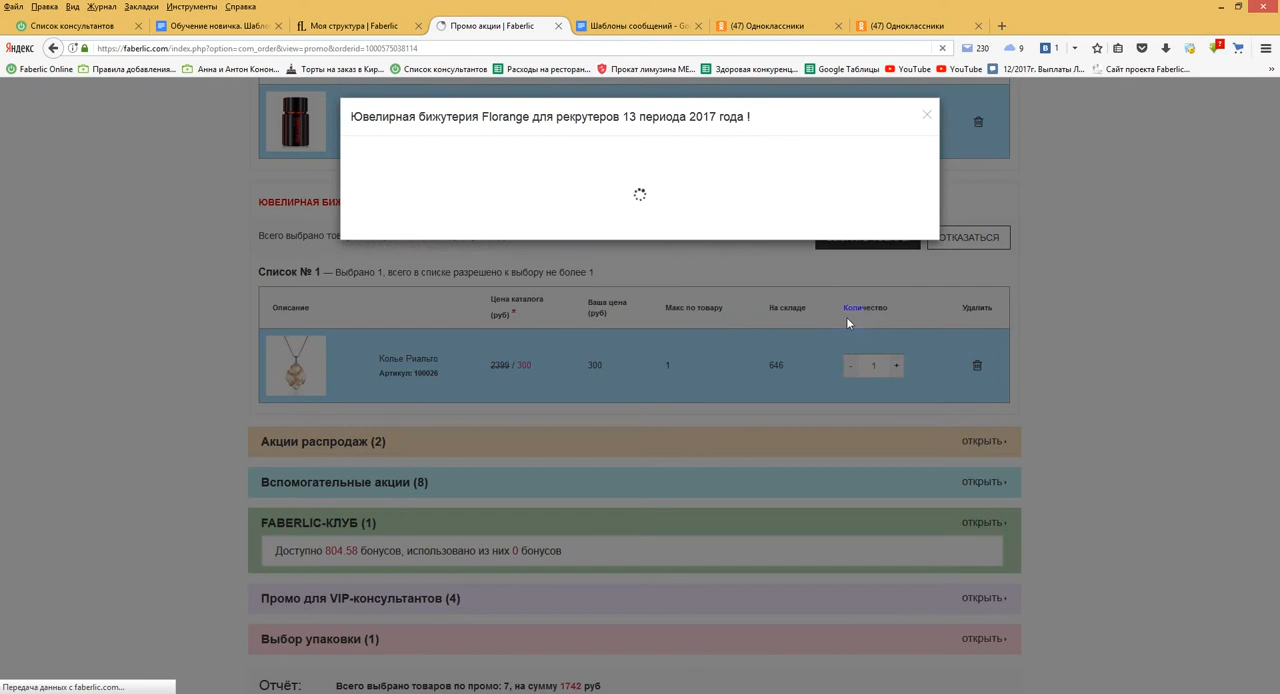 Файл Правка Вид Журнал Закладки Инструменты Справка
Список консультантов Обучение новичка. Шабло Моя структура | Faberlic Промо акции | Faberlic Шаблоны сообщений - Go (47) Одноклассники (47) Одноклассники
Яндекс https://faberlic.com/index.php?option=com_order&view=promo&orderid=1000575038114 230 9 1
Faberlic Online Правила добавления... Анна и Антон Конюо... Торты на заказ в Кир... Список консультантов Расходы на ресторан... Прокат лимузина МЕ... Здоровая конкуренц... Google Таблицы YouTube YouTube 12/2017г. Выплаты Л... Сайт проекта Faberlic...
Ювелирная бижутерия Florange для рекрутеров 13 периода 2017 года !
ЮВЕЛИРНАЯ БИЖ
Всего выбрано тов
ОТКАЗАТЬСЯ
Список № 1 — Выбрано 1, всего в списке разрешено к выбору не более 1
Описание Цена каталога (руб) * Ваша цена (руб) Макс по товару На складе Количество Удалить
Колье Риальто
Артикул: 100026
2399 / 300 300 1 646 - 1 +
Акции распродаж (2) открыть
Вспомогательные акции (8) открыть
FABERLIC-КЛУБ (1) открыть
Доступно 804.58 бонусов, использовано из них 0 бонусов
Промо для VIP-консультантов (4) открыть
Выбор упаковки (1) открыть
Отчёт: Всего выбрано товаров по промо: 7, на сумму 1742 руб
Передача данных с faberlic.com...